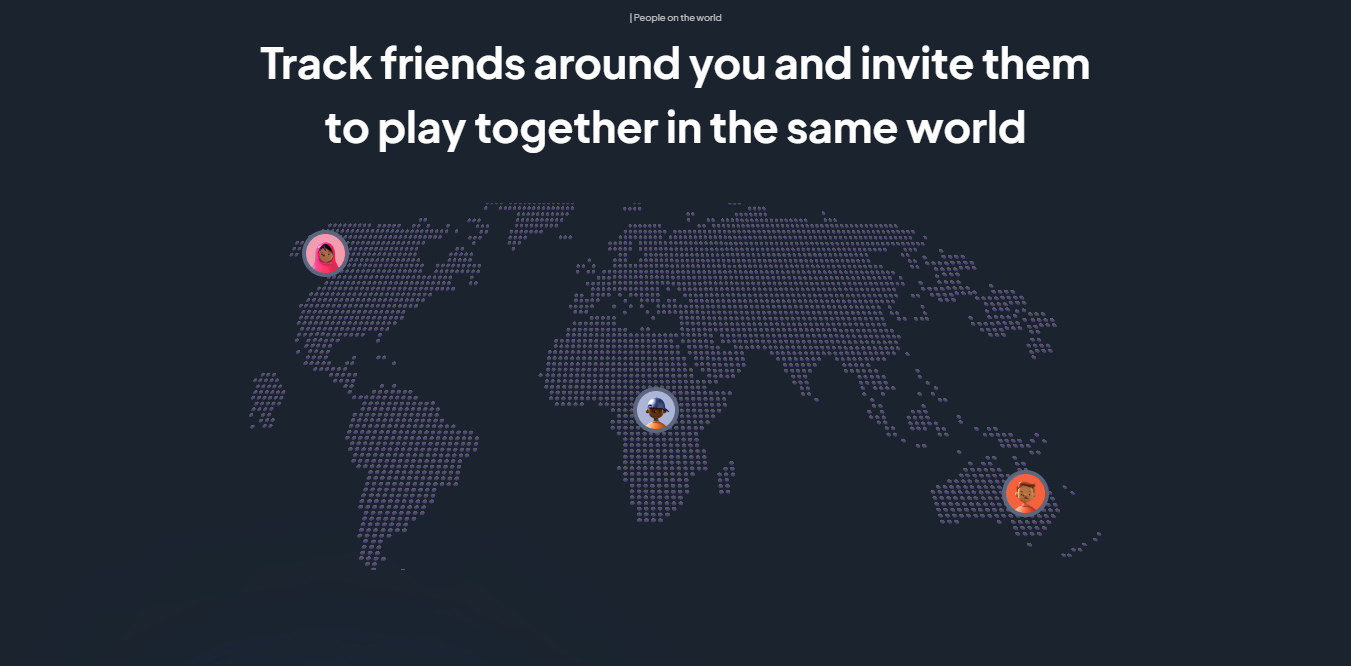 | People on the world
Track friends around you and invite them
to play together in the same world